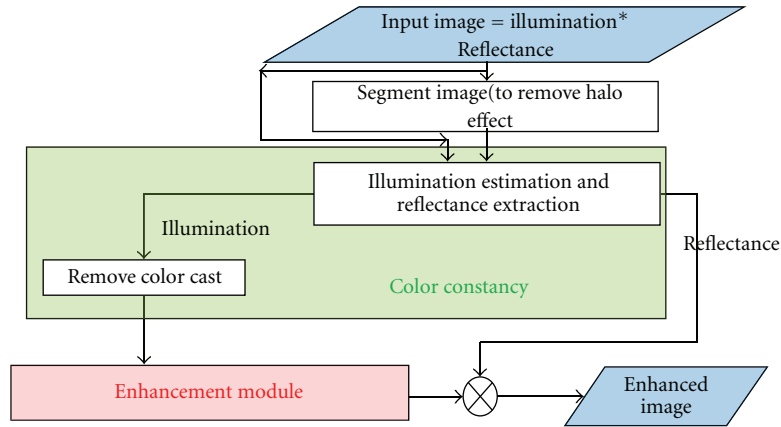 Input image = illumination*
Reflectance
Segment image(to remove halo
effect
Illumination estimation and
reflectance extraction
Illumination
Reflectance
Remove color cast
Color constancy
Enhancement module
Enhanced
image